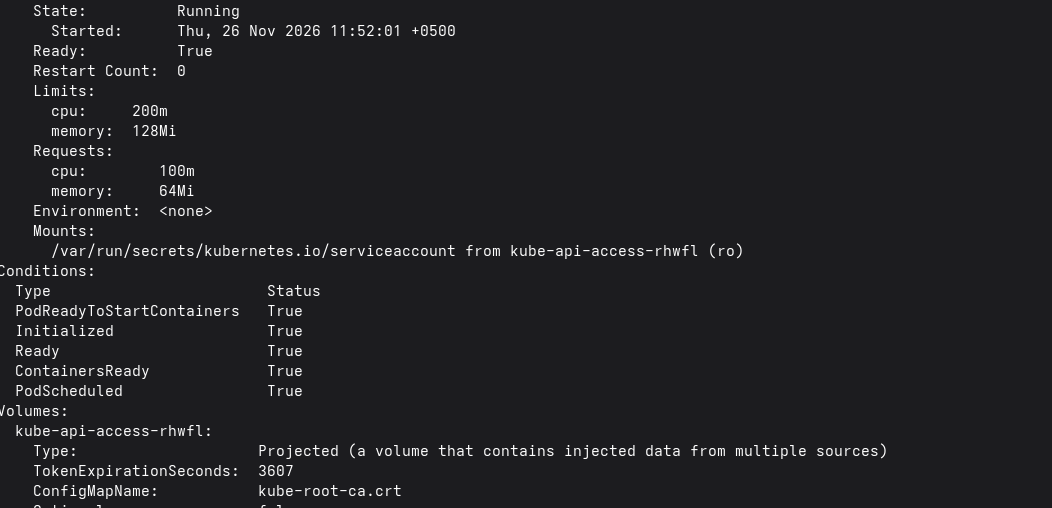 State: Running
Started: Thu, 26 Nov 2026 11:52:01 +0500
Ready: True
Restart Count: 0
Limits:
cpu: 200m
memory: 128Mi
Requests:
cpu: 100m
memory: 64Mi
Environment: <none>
Mounts:
/var/run/secrets/kubernetes.io/serviceaccount from kube-api-access-rhwfl (ro)
Conditions:
Type Status
PodReadyToStartContainers True
Initialized True
Ready True
ContainersReady True
PodScheduled True
Volumes:
kube-api-access-rhwfl:
Type: Projected (a volume that contains injected data from multiple sources)
TokenExpirationSeconds: 3607
ConfigMapName: kube-root-ca.crt